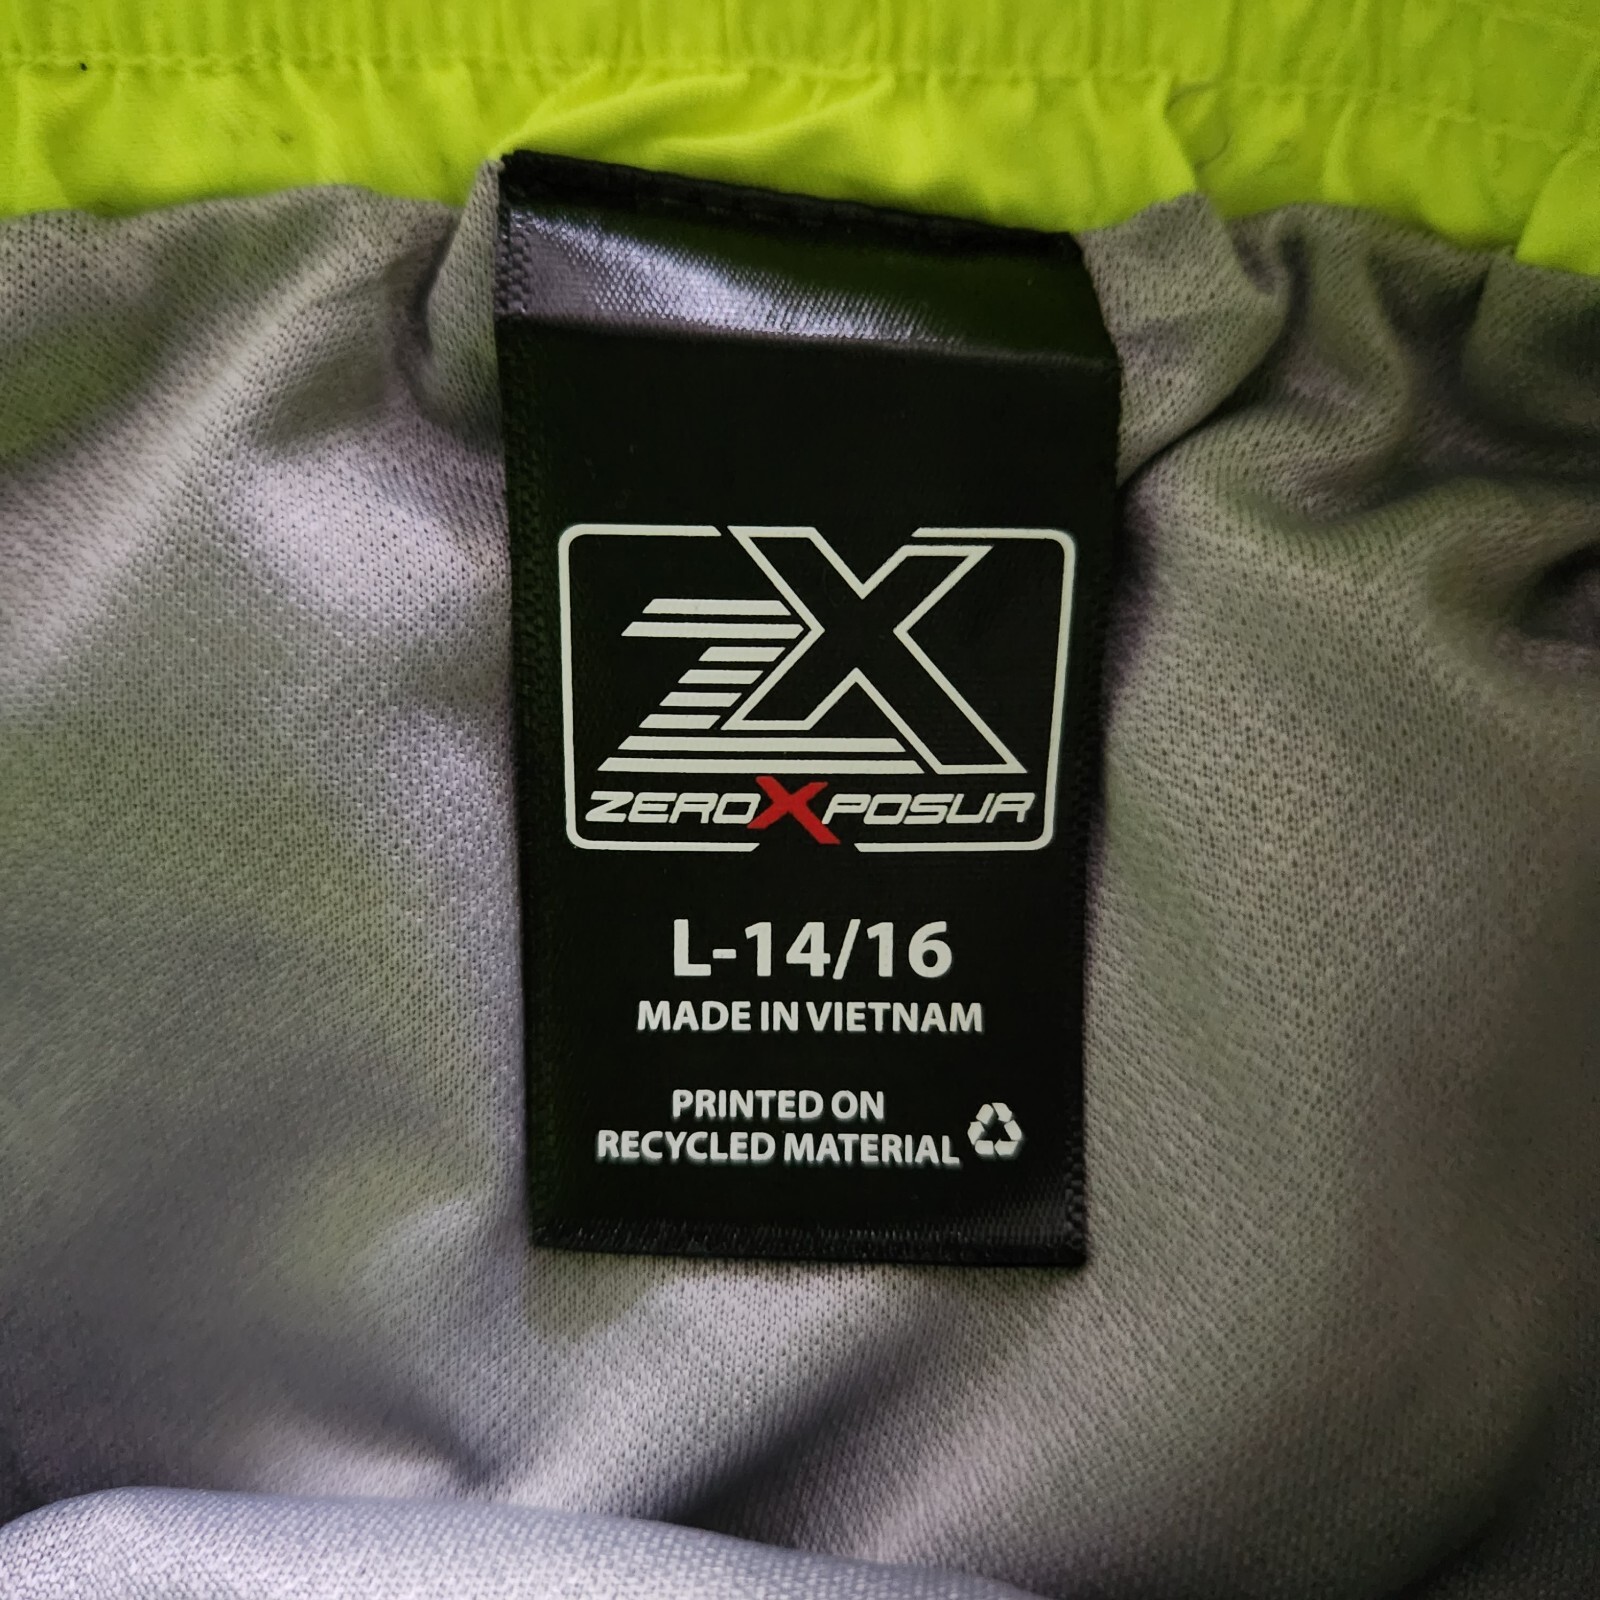 ZX
ZEROXPOSUR
L-14/16
MADE IN VIETNAM
PRINTED ON
RECYCLED MATERIAL